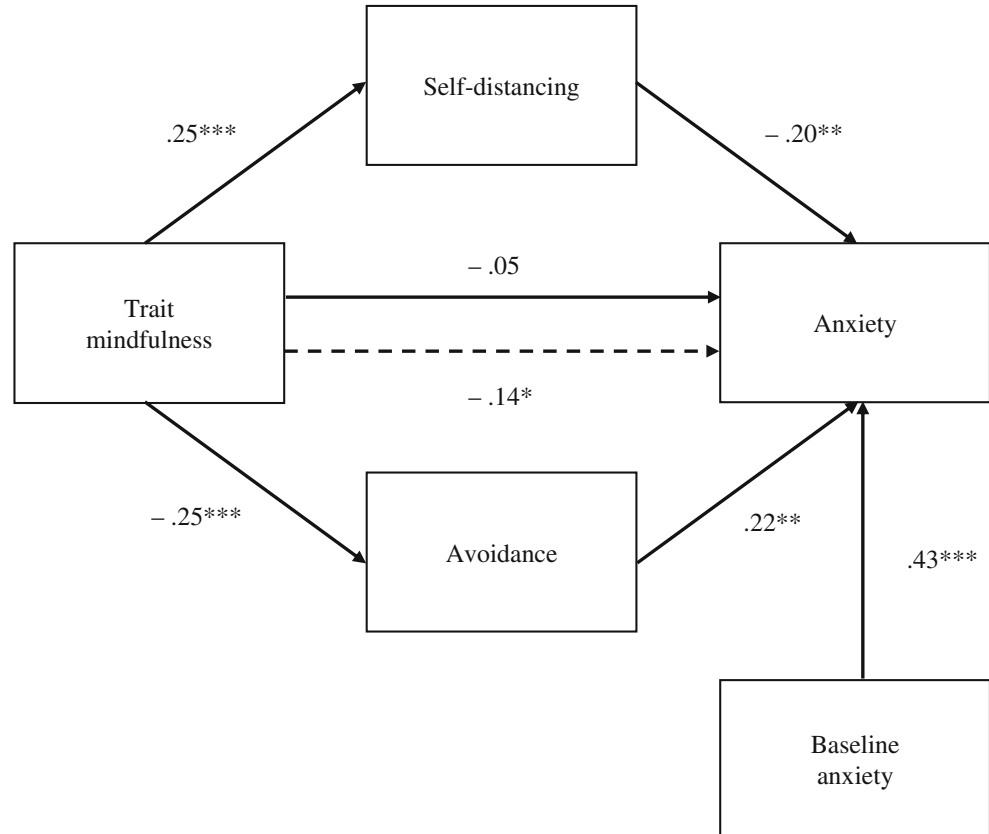 Self-distancing
.25***
– .20**
– .05
Trait
mindfulness
Anxiety
– .14*
– .25***
Avoidance
.22**
.43***
Baseline
anxiety